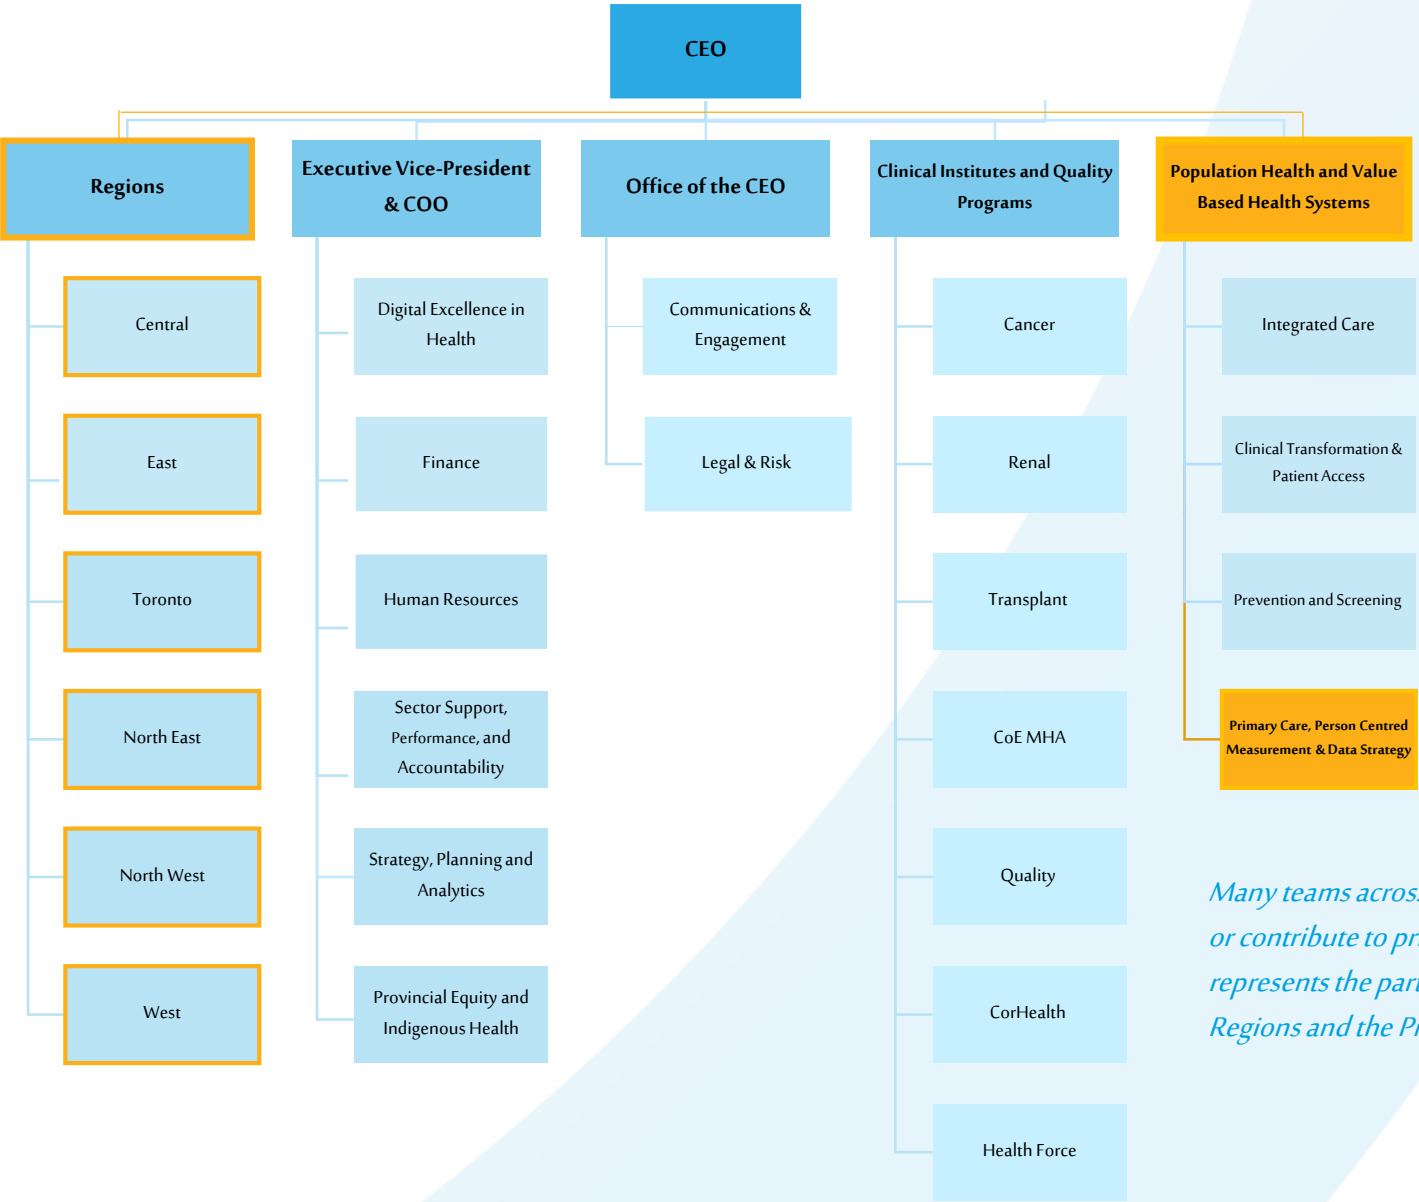 CEO
Regions
Executive Vice-President
& COO
Office of the CEO
Clinical Institutes and Quality
Programs
Population Health and Value
Based Health Systems
Central
East
Toronto
North East
North West
West
Digital Excellence in
Health
Finance
Human Resources
Sector Support,
Performance, and
Accountability
Strategy, Planning and
Analytics
Provincial Equity and
Indigenous Health
Communications &
Engagement
Legal & Risk
Cancer
Renal
Transplant
CoE MHA
Quality
CorHealth
Health Force
Integrated Care
Clinical Transformation &
Patient Access
Prevention and Screening
Primary Care, Person Centred
Measurement & Data Strategy
Many teams
or contribute to
represents the
Regions and the